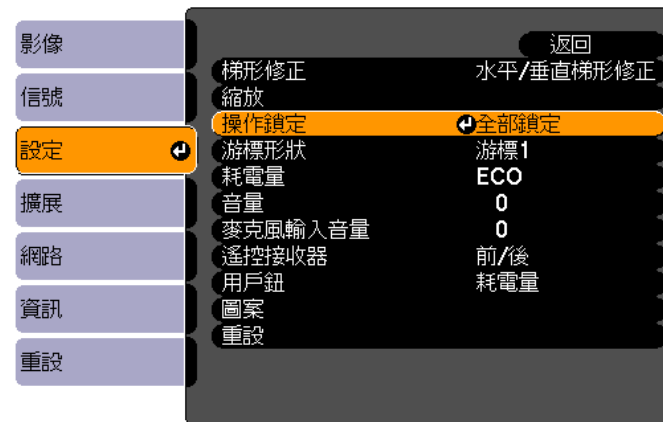 影像
信號
設定
擴展
網路
資訊
重設
返回
梯形修正 水平/垂直梯形修正
縮放
操作鎖定 全部鎖定
游標形狀 游標1
耗電量 ECO
音量 0
麥克風輸入音量 0
遙控接收器 前/後
用戶鈕 耗電量
圖案
重設